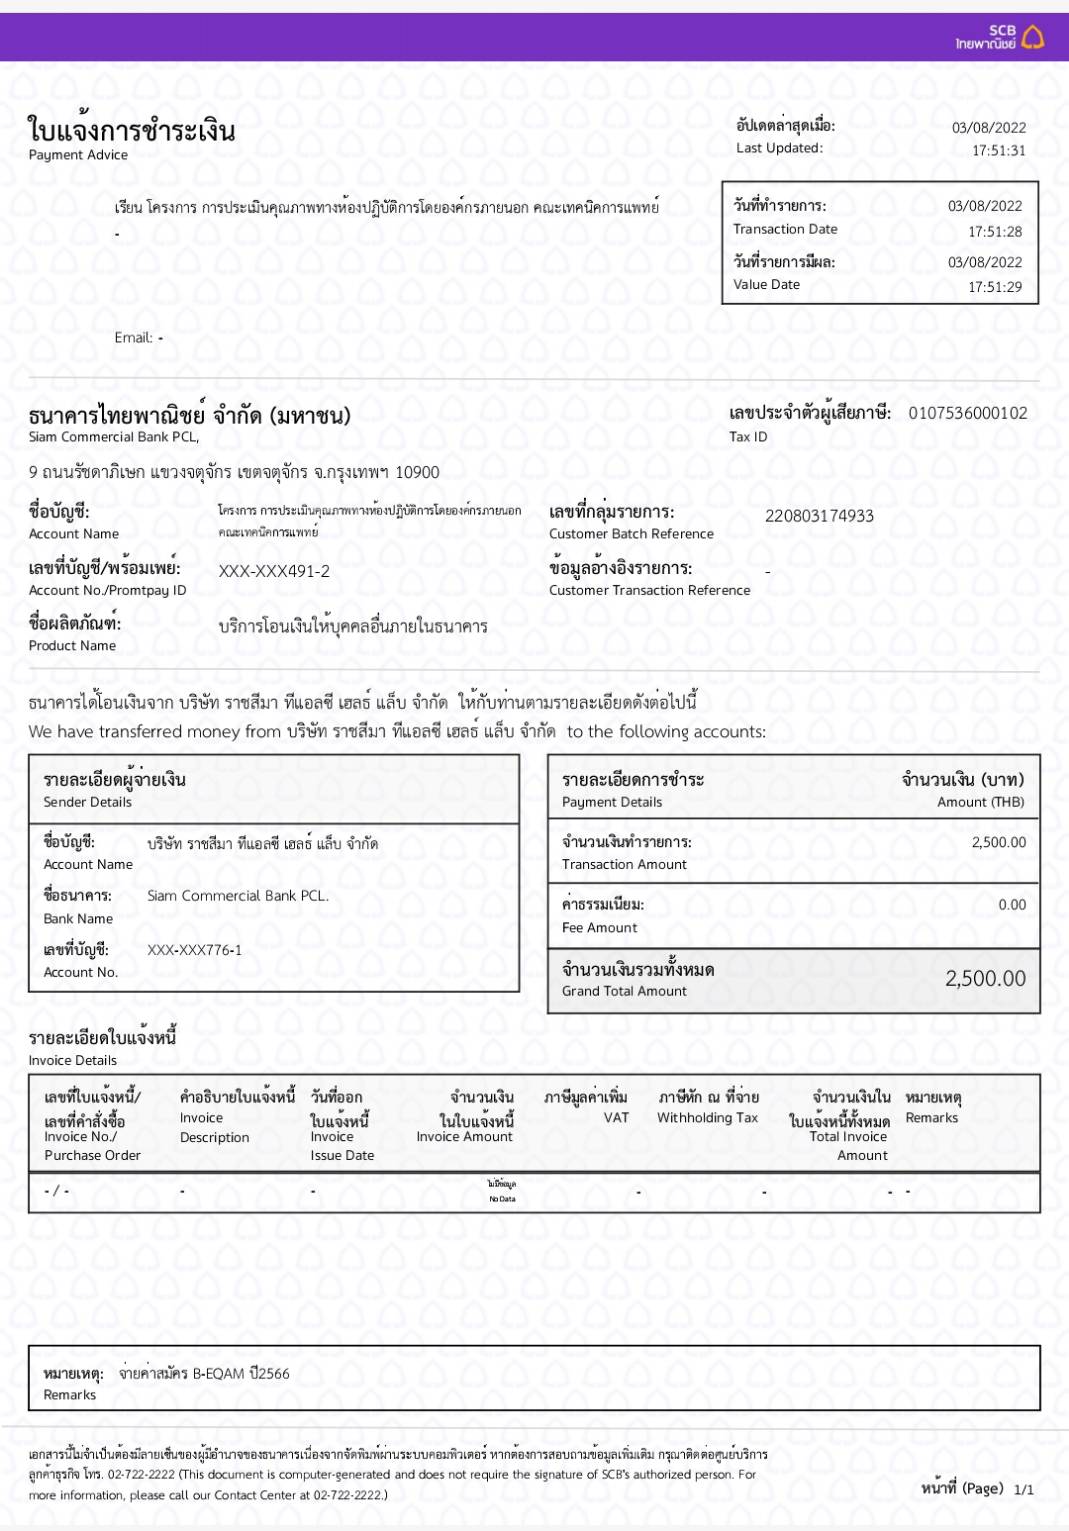 SCB
ไทยพาณิชย์
ใบแจ้งการชำระเงิน
Payment Advice
อัปเดตล่าสุดเมื่อ: 03/08/2022
Last Updated: 17:51:31
เรียน โครงการ การประเมินคุณภาพทางห้องปฏิบัติการโดยองค์กรภายนอก คณะเทคนิคการแพทย์
-
วันที่ทำรายการ: 03/08/2022
Transaction Date 17:51:28
วันที่รายการมีผล: 03/08/2022
Value Date 17:51:29
Email: -
ธนาคารไทยพาณิชย์ จำกัด (มหาชน)
Siam Commercial Bank PCL,
เลขประจำตัวผู้เสียภาษี: 0107536000102
Tax ID
9 ถนนรัชดาภิเษก แขวงจตุจักร เขตจตุจักร จ.กรุงเทพฯ 10900
ชื่อบัญชี: โครงการ การประเมินคุณภาพทางห้องปฏิบัติการโดยองค์กรภายนอก
Account Name คณะเทคนิคการแพทย์
เลขที่กลุ่มรายการ: 220803174933
Customer Batch Reference
เลขที่บัญชี/พร้อมเพย์: XXX-XXX491-2
Account No./Promtpay ID
ข้อมูลอ้างอิงรายการ: -
Customer Transaction Reference
ชื่อผลิตภัณฑ์: บริการโอนเงินให้บุคคลอื่นภายในธนาคาร
Product Name
ธนาคารได้โอนเงินจาก บริษัท ราชสีมา ทีแอลซี เฮลธ์ แล็บ จำกัด ให้กับท่านตามรายละเอียดดังต่อไปนี้
We have transferred money from บริษัท ราชสีมา ทีแอลซี เฮลธ์ แล็บ จำกัด to the following accounts:
รายละเอียดผู้จ่ายเงิน
Sender Details
ชื่อบัญชี: บริษัท ราชสีมา ทีแอลซี เฮลธ์ แล็บ จำกัด
Account Name
ชื่อธนาคาร: Siam Commercial Bank PCL.
Bank Name
เลขที่บัญชี: XXX-XXX776-1
Account No.
รายละเอียดการชำระ จำนวนเงิน (บาท)
Payment Details Amount (THB)
จำนวนเงินทำรายการ: 2,500.00
Transaction Amount
ค่าธรรมเนียม: 0.00
Fee Amount
จำนวนเงินรวมทั้งหมด 2,500.00
Grand Total Amount
รายละเอียดใบแจ้งหนี้
Invoice Details
เลขที่ใบแจ้งหนี้/ คำอธิบายใบแจ้งหนี้ วันที่ออก จำนวนเงิน ภาษีมูลค่าเพิ่ม ภาษีหัก ณ ที่จ่าย จำนวนเงินใน หมายเหตุ
เลขที่คำสั่งซื้อ Invoice ใบแจ้งหนี้ ในใบแจ้งหนี้ VAT Withholding Tax ใบแจ้งหนี้ทั้งหมด Remarks
Invoice No./ Description Invoice Invoice Amount Total Invoice
Purchase Order Issue Date Amount
- / - - - ไม่มีข้อมูล - - - -
No Data
หมายเหตุ: จ่ายค่าสมัคร B-EQAM ปี2566
Remarks
เอกสารนี้ไม่จำเป็นต้องมีลายเซ็นของผู้มีอำนาจของธนาคารเนื่องจากจัดพิมพ์ผ่านระบบคอมพิวเตอร์ หากต้องการสอบถามข้อมูลเพิ่มเติม กรุณาติดต่อศูนย์บริการ
ลูกค้าธุรกิจ โทร. 02-722-2222 (This document is computer-generated and does not require the signature of SCB's authorized person. For
more information, please call our Contact Center at 02-722-2222.)
หน้าที่ (Page) 1/1